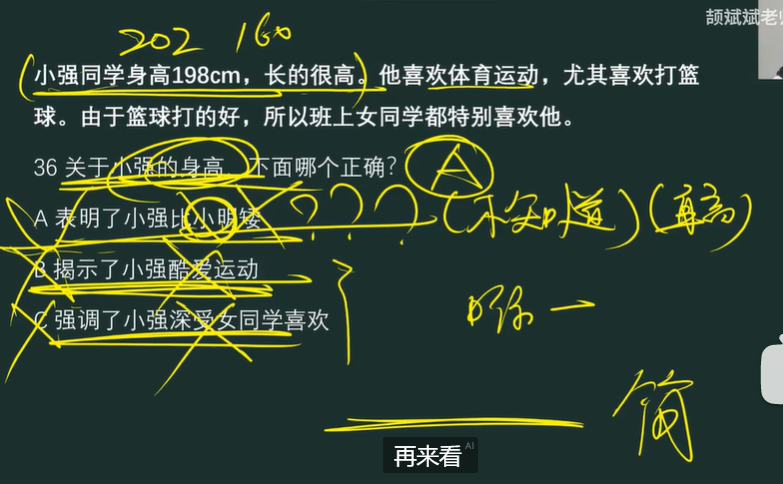 颉斌斌老师
202 160
小强同学身高198cm，长的很高。他喜欢体育运动，尤其喜欢打篮
球。由于篮球打的好，所以班上女同学都特别喜欢他。
36 关于小强的身高，下面哪个正确？ A
A 表明了小强比小明矮 ？？？（不知道）（再高）
B 揭示了小强酷爱运动
C 强调了小强深受女同学喜欢
再来看
AI